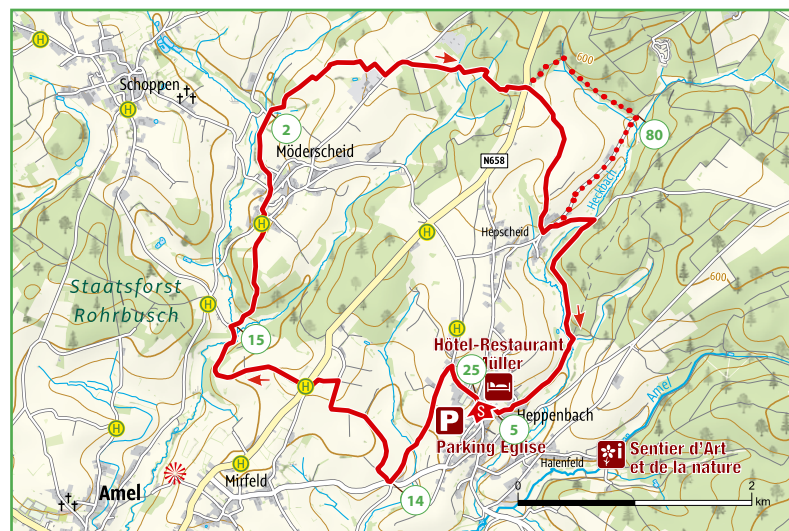 H
600
Schoppen
H
2
80
Möderscheid
N658
Heckbach
H
H
Hepscheid
600
Staatsforst
Rohrbusch
H
15
H
Hôtel-Restaurant
Müller
25
H
P
S
Heppenbach
5
H
Parking Eglise
Amel
Halenfeld
i
Sentier d'Art
et de la nature
H
Mirfeld
Amel
14
0
2
km